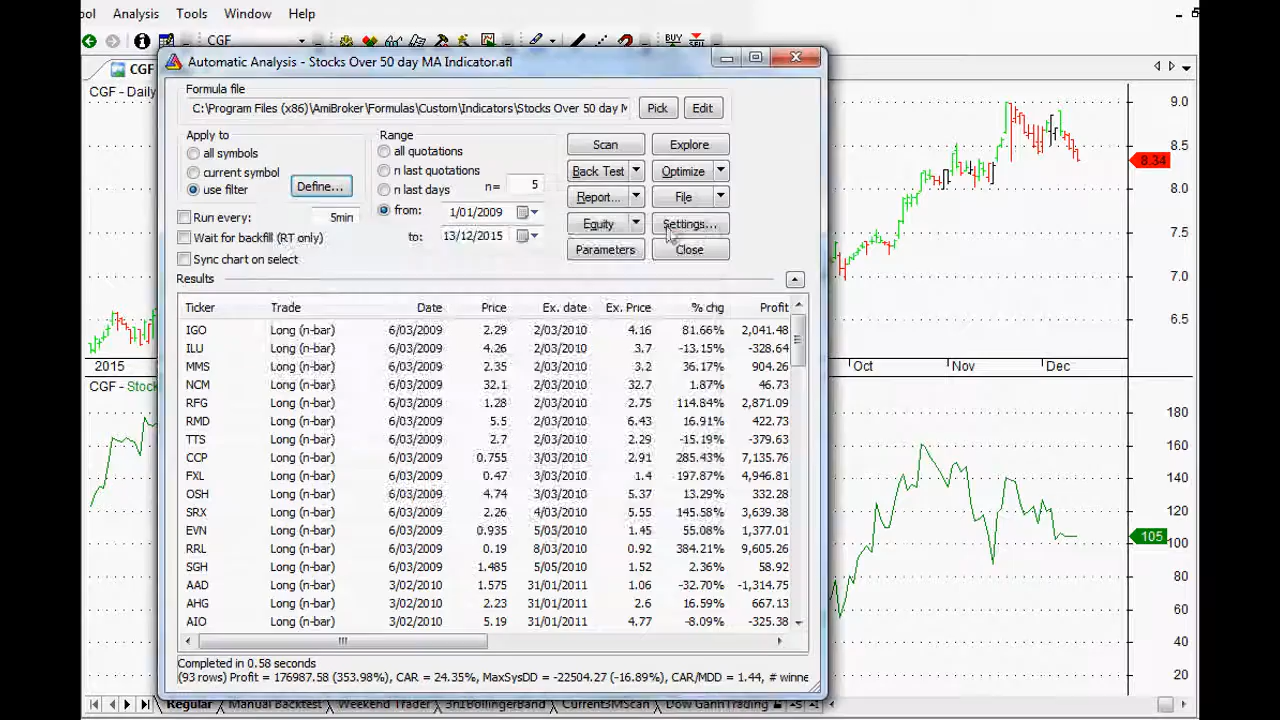 ool Analysis Tools Window Help
CGF BUY SELL
Automatic Analysis - Stocks Over 50 day MA Indicator.afl
CGF
CGF - Daily
Formula file
C:\Program Files (x86)\AmiBroker\Formulas\Custom\Indicators\Stocks Over 50 day M Pick Edit
Apply to
all symbols
current symbol
use filter
Define...
Range
all quotations
n last quotations
n last days n= 5
from: 1/01/2009
to: 13/12/2015
Run every: 5min
Wait for backfill (RT only)
Sync chart on select
Scan Explore
Back Test Optimize
Report... File
Equity Settings...
Parameters Close
Results
Ticker Trade Date Price Ex. date Ex. Price % chg Profit
IGO Long (n-bar) 6/03/2009 2.29 2/03/2010 4.16 81.66% 2,041.48
ILU Long (n-bar) 6/03/2009 4.26 2/03/2010 3.7 -13.15% -328.64
MMS Long (n-bar) 6/03/2009 2.35 2/03/2010 3.2 36.17% 904.26
NCM Long (n-bar) 6/03/2009 32.1 2/03/2010 32.7 1.87% 46.73
RFG Long (n-bar) 6/03/2009 1.28 2/03/2010 2.75 114.84% 2,871.09
RMD Long (n-bar) 6/03/2009 5.5 2/03/2010 6.43 16.91% 422.73
TTS Long (n-bar) 6/03/2009 2.7 2/03/2010 2.29 -15.19% -379.63
CCP Long (n-bar) 6/03/2009 0.755 3/03/2010 2.91 285.43% 7,135.76
FXL Long (n-bar) 6/03/2009 0.47 3/03/2010 1.4 197.87% 4,946.81
OSH Long (n-bar) 6/03/2009 4.74 3/03/2010 5.37 13.29% 332.28
SRX Long (n-bar) 6/03/2009 2.26 4/03/2010 5.55 145.58% 3,639.38
EVN Long (n-bar) 6/03/2009 0.935 5/03/2010 1.45 55.08% 1,377.01
RRL Long (n-bar) 6/03/2009 0.19 8/03/2010 0.92 384.21% 9,605.26
SGH Long (n-bar) 6/03/2009 1.485 5/05/2010 1.52 2.36% 58.92
AAD Long (n-bar) 3/02/2010 1.575 31/01/2011 1.06 -32.70% -1,314.75
AHG Long (n-bar) 3/02/2010 2.23 31/01/2011 2.6 16.59% 667.13
AIO Long (n-bar) 3/02/2010 5.19 31/01/2011 4.77 -8.09% -325.38
Completed in 0.58 seconds
(93 rows) Profit = 176987.58 (353.98%), CAR = 24.35%, MaxSysDD = -22504.27 (-16.89%), CAR/MDD = 1.44, # winne
9.0
8.5
8.34
8.0
7.5
7.0
6.5
2015 Oct Nov Dec
CGF - Stock
180
160
140
120
105
100
80
60
40
20
Regular Manual Backtest Weekend Trader 3n1BollingerBand Current3MScan Dow GannTrading